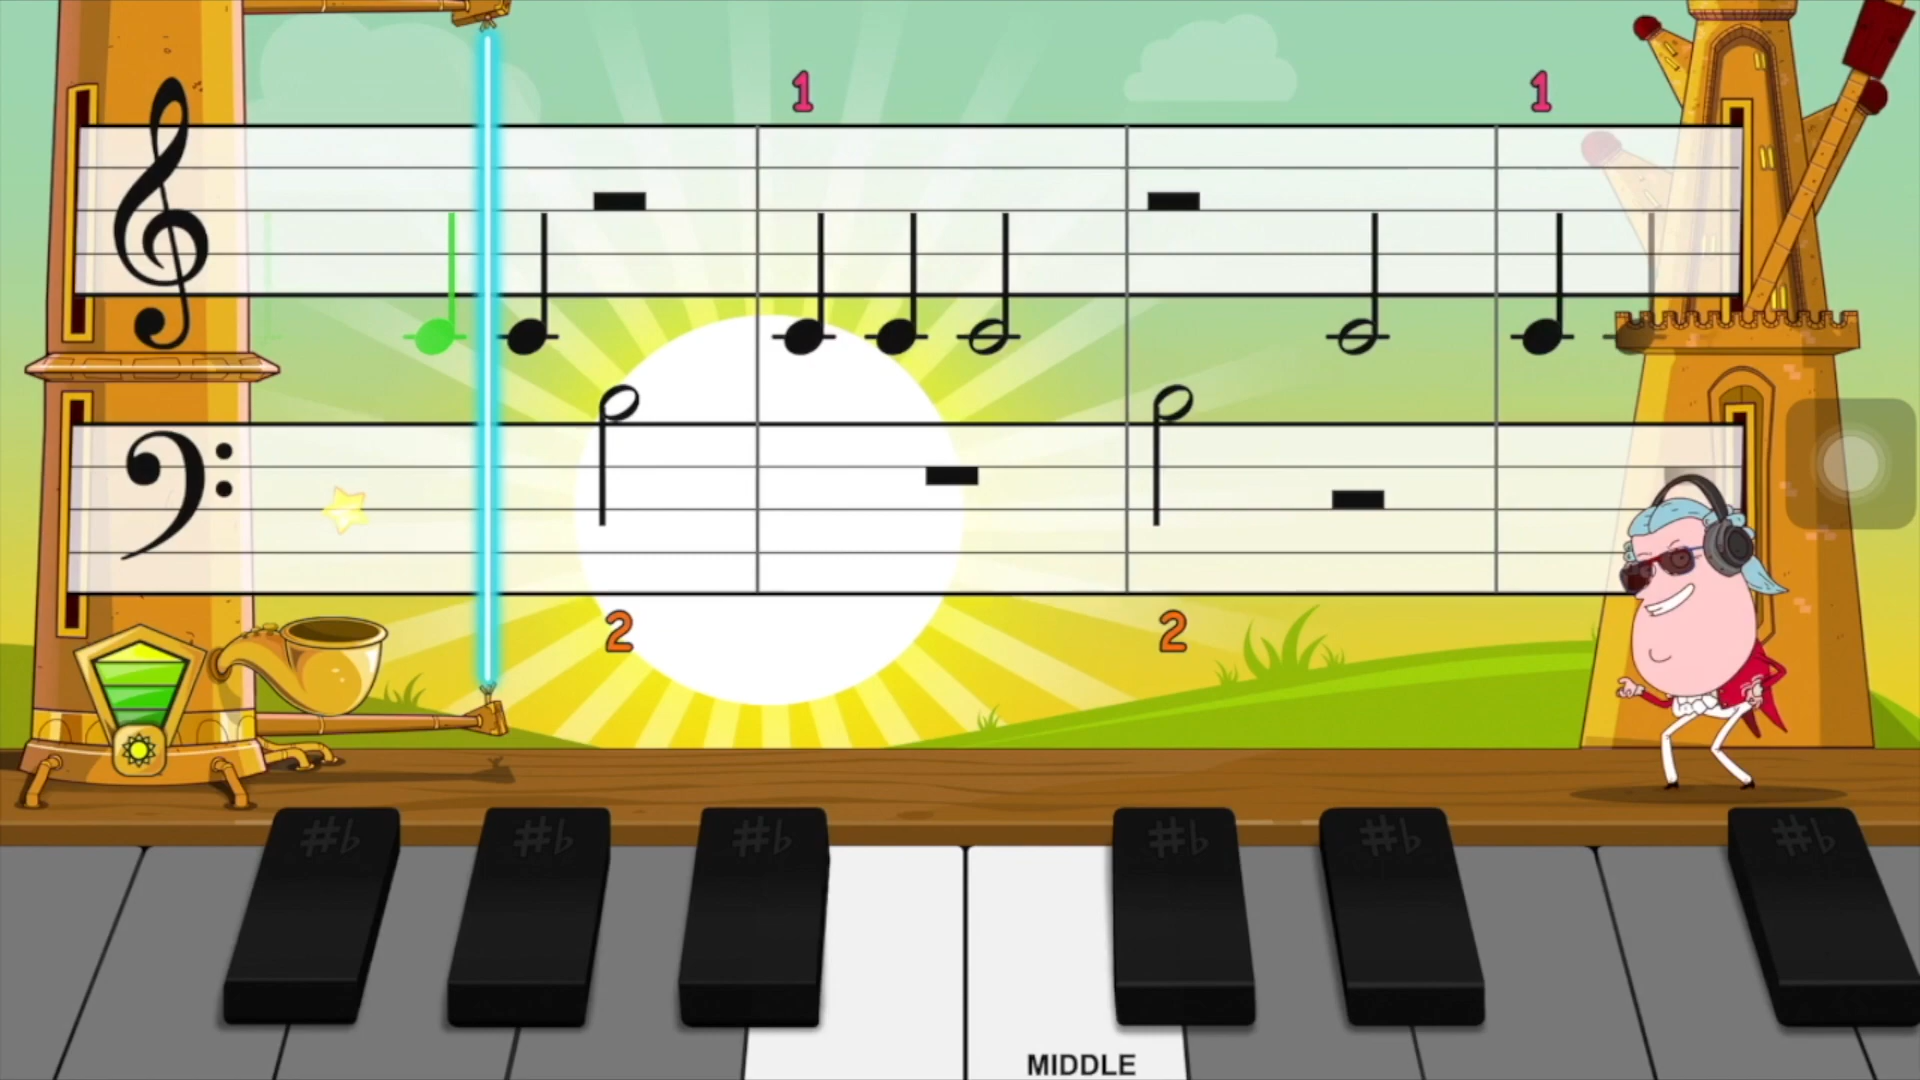 1 1
2 2
#♭ #♭ #♭ #♭ #♭ #♭
MIDDLE